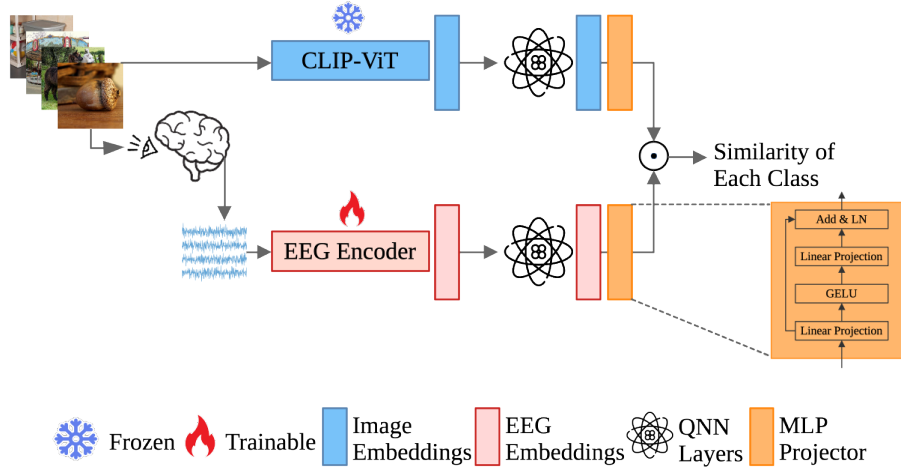 CLIP-ViT
Similarity of
Each Class
EEG Encoder
Add & LN
Linear Projection
GELU
Linear Projection
Frozen
Trainable
Image
Embeddings
EEG
Embeddings
QNN
Layers
MLP
Projector